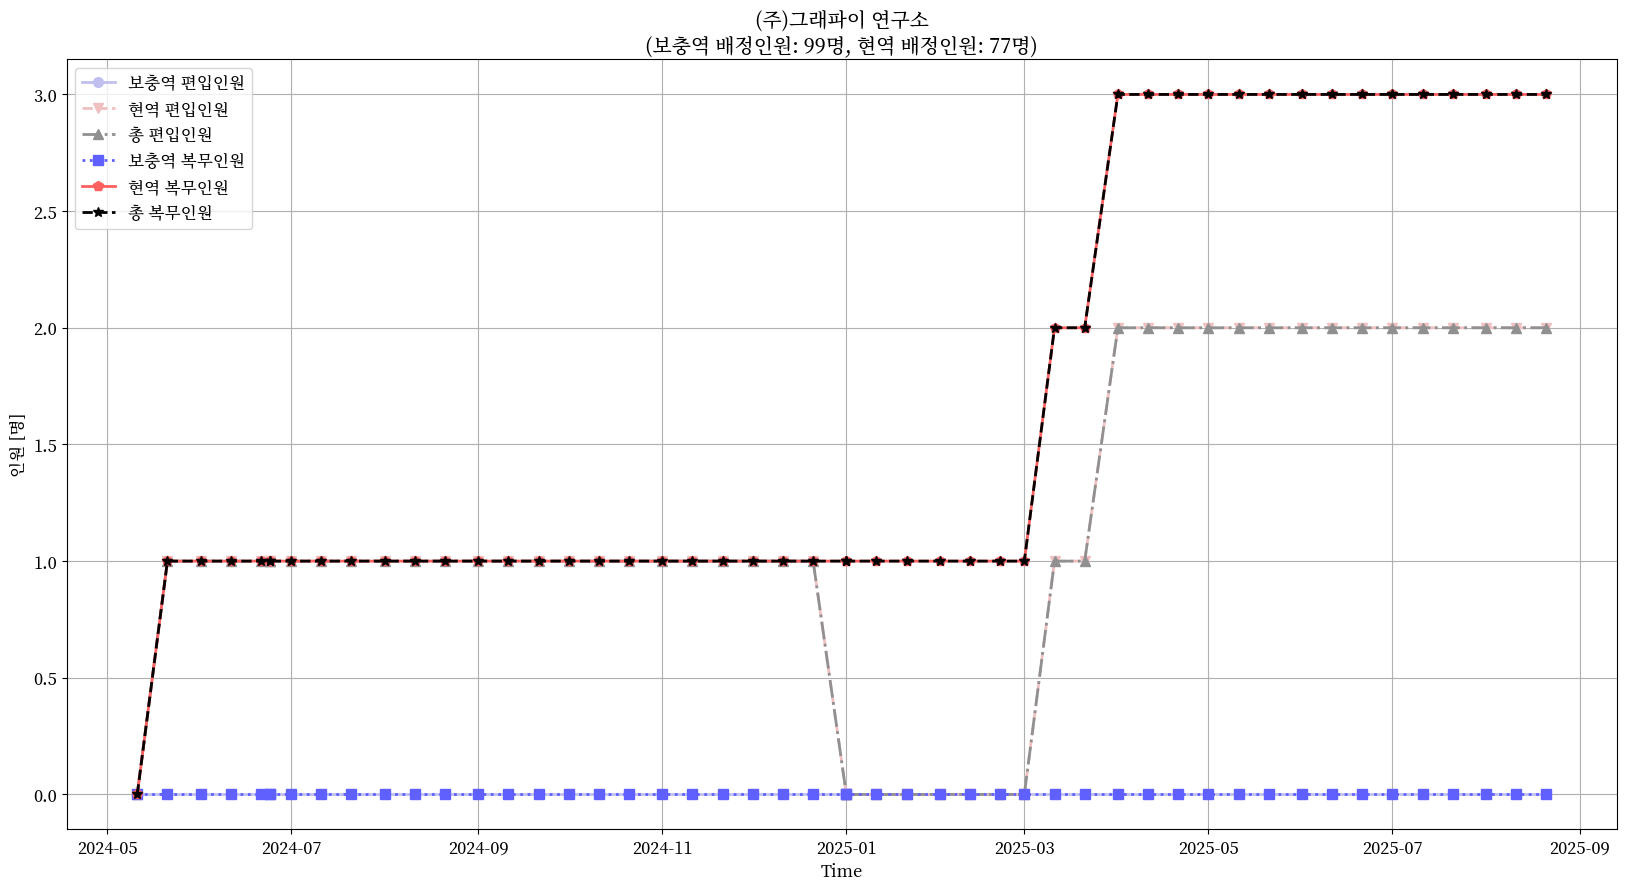 (주)그래파이 연구소
(보충역 배정인원: 99명, 현역 배정인원: 77명)
보충역 편입인원
현역 편입인원
총 편입인원
보충역 복무인원
현역 복무인원
총 복무인원
3.0
2.5
2.0
1.5
1.0
0.5
0.0
인원 [명]
2024-05 2024-07 2024-09 2024-11 2025-01 2025-03 2025-05 2025-07 2025-09
Time